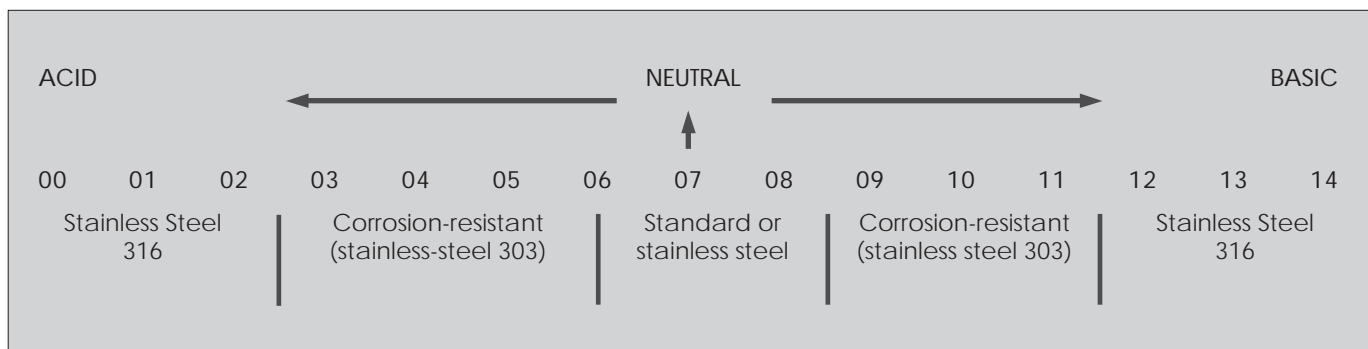 ACID NEUTRAL BASIC
00 01 02 03 04 05 06 07 08 09 10 11 12 13 14
Stainless Steel
316
Corrosion-resistant
(stainless-steel 303)
Standard or
stainless steel
Corrosion-resistant
(stainless steel 303)
Stainless Steel
316